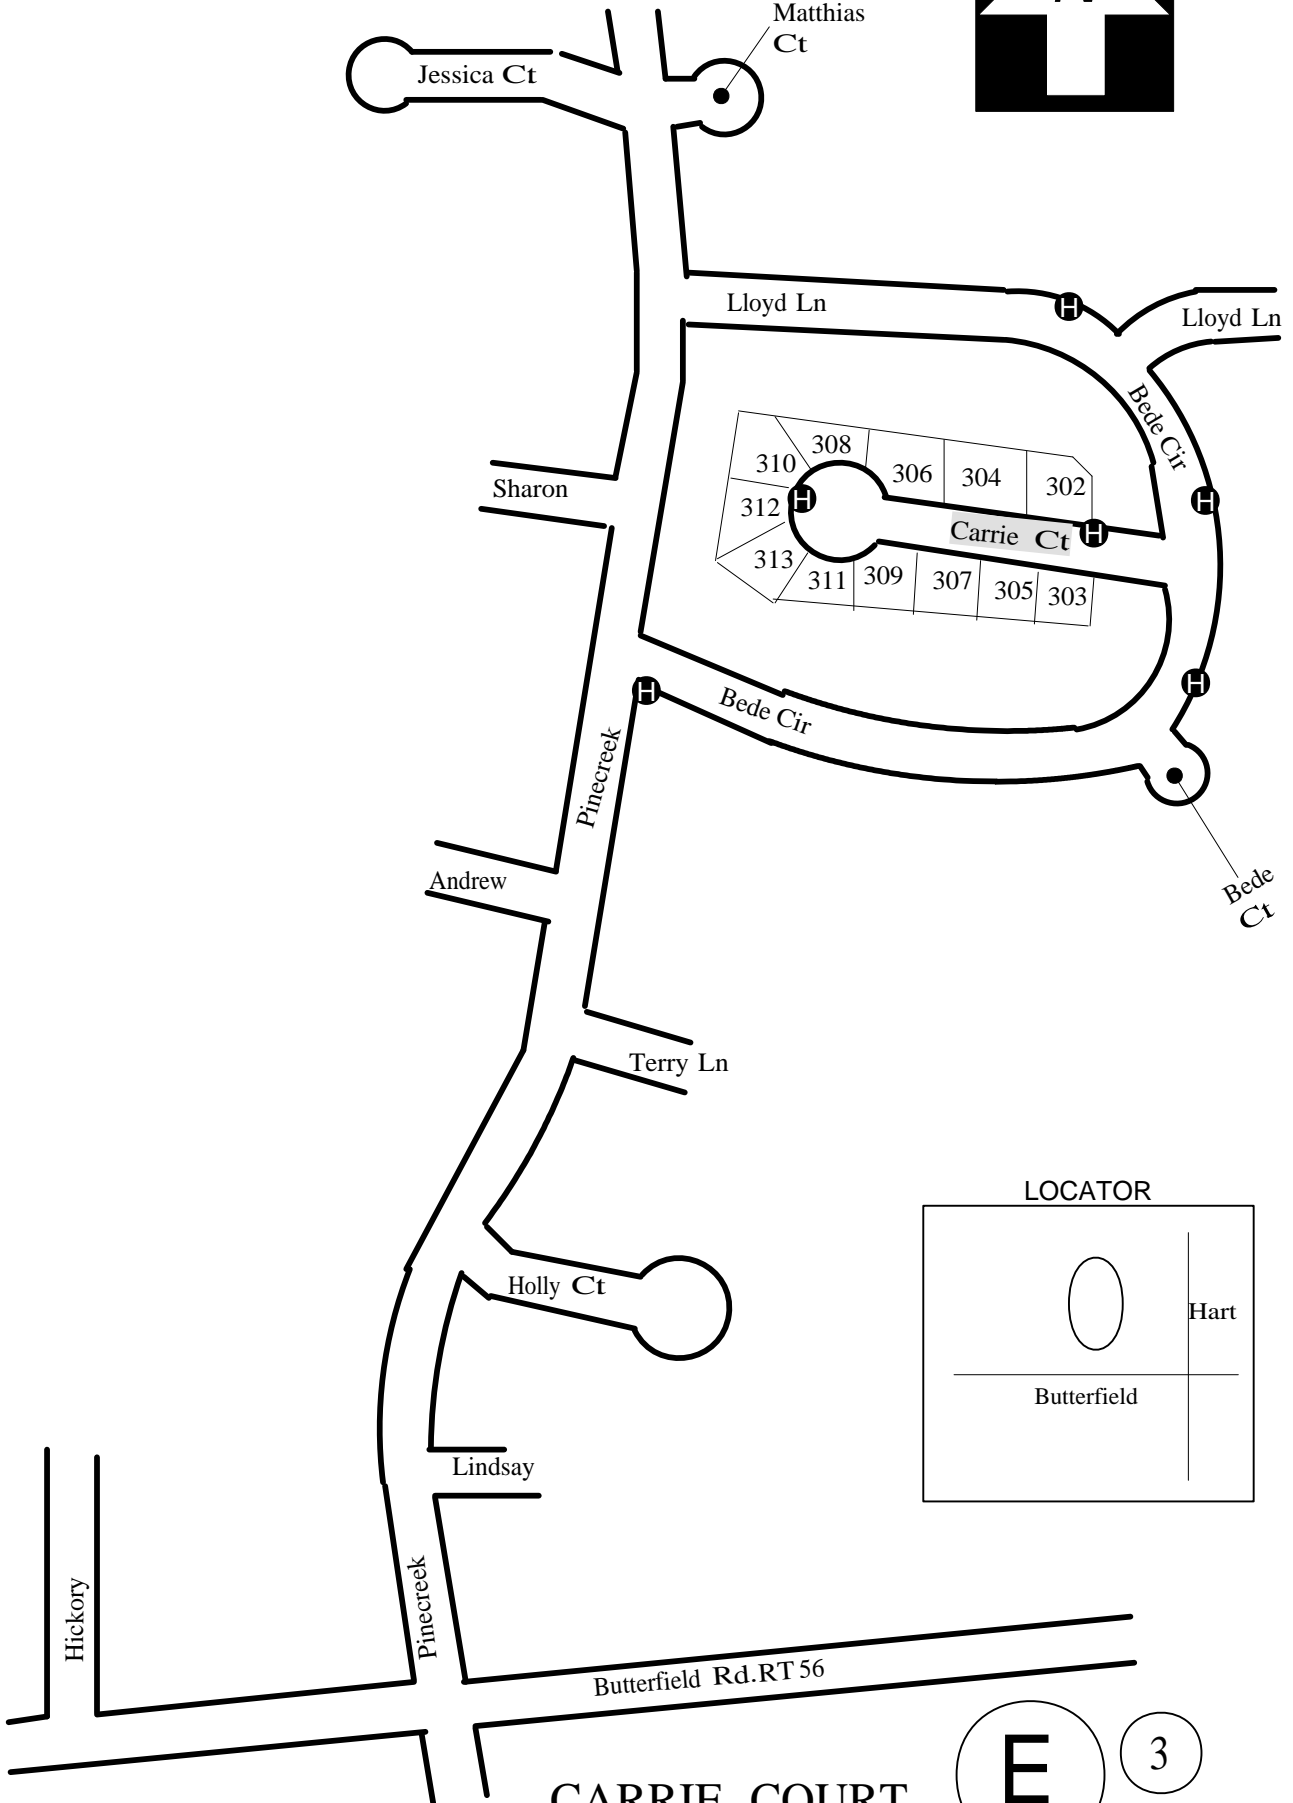 Matthias
Ct
Jessica Ct
Lloyd Ln
H
Lloyd Ln
Bede Cir
308
310
306
304
302
Sharon
312
H
H
Carrie Ct
H
313
311
309
307
305
303
H
H
Bede Cir
Pinecreek
Andrew
Bede
Ct
Terry Ln
LOCATOR
Holly Ct
Hart
Butterfield
Lindsay
Hickory
Pinecreek
Butterfield Rd.RT 56
E
3
CARRIE COURT